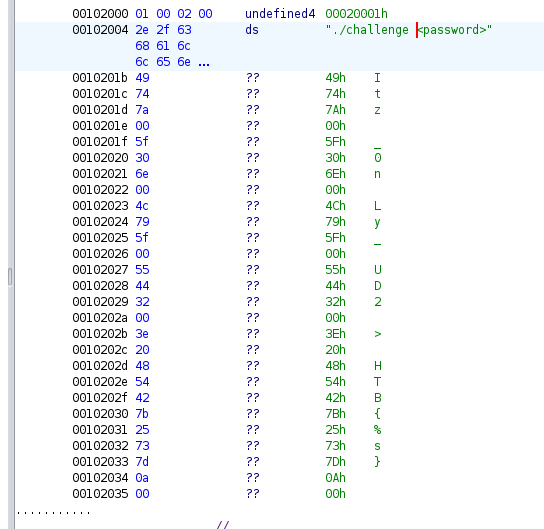 00102000 01 00 02 00 undefined4 00020001h
00102004 2e 2f 63 ds "./challenge <password>"
68 61 6c
6c 65 6e ...
0010201b 49 ?? 49h I
0010201c 74 ?? 74h t
0010201d 7a ?? 7Ah z
0010201e 00 ?? 00h
0010201f 5f ?? 5Fh _
00102020 30 ?? 30h 0
00102021 6e ?? 6Eh n
00102022 00 ?? 00h
00102023 4c ?? 4Ch L
00102024 79 ?? 79h y
00102025 5f ?? 5Fh _
00102026 00 ?? 00h
00102027 55 ?? 55h U
00102028 44 ?? 44h D
00102029 32 ?? 32h 2
0010202a 00 ?? 00h
0010202b 3e ?? 3Eh >
0010202c 20 ?? 20h
0010202d 48 ?? 48h H
0010202e 54 ?? 54h T
0010202f 42 ?? 42h B
00102030 7b ?? 7Bh {
00102031 25 ?? 25h %
00102032 73 ?? 73h s
00102033 7d ?? 7Dh }
00102034 0a ?? 0Ah
00102035 00 ?? 00h
...........
//